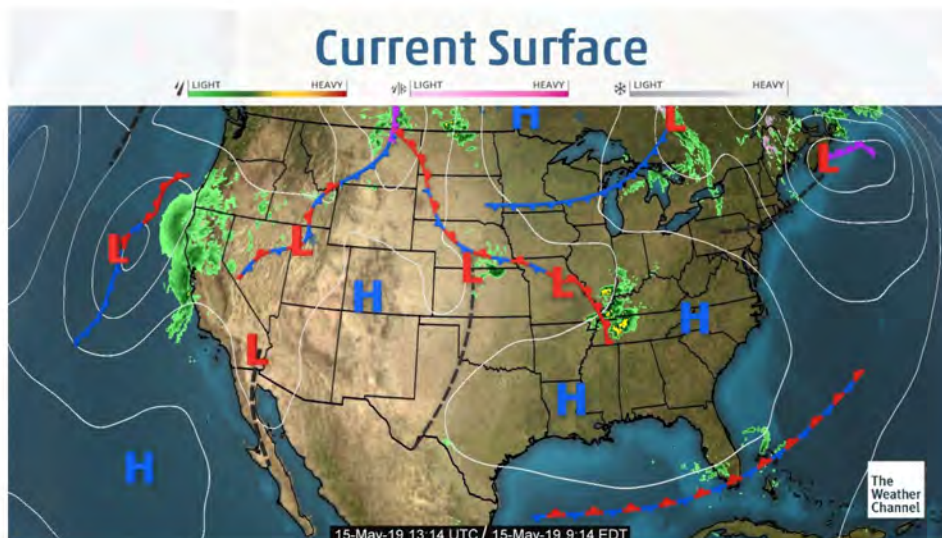 Current Surface
LIGHT HEAVY LIGHT HEAVY LIGHT HEAVY
H
L
L
L
L
L
L
H
H
L
H
H
The
Weather
Channel
15-May-19 13:14 UTC / 15-May-19 9:14 EDT